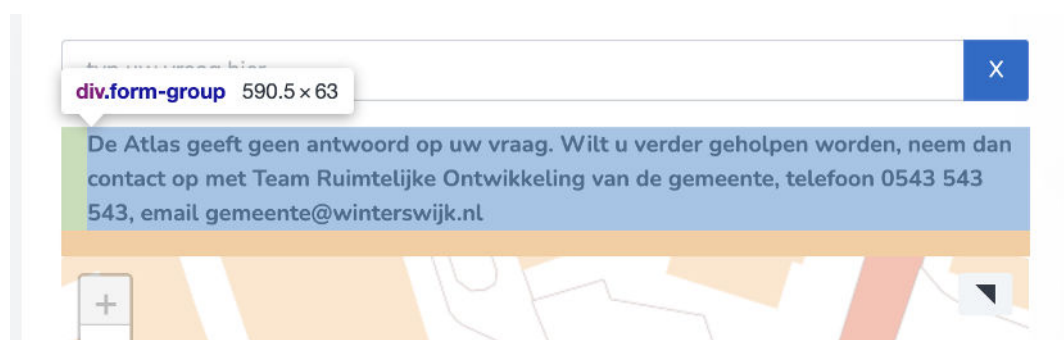 X
div.form-group 590.5 × 63
De Atlas geeft geen antwoord op uw vraag. Wilt u verder geholpen worden, neem dan
contact op met Team Ruimtelijke Ontwikkeling van de gemeente, telefoon 0543 543
543, email gemeente@winterswijk.nl
+